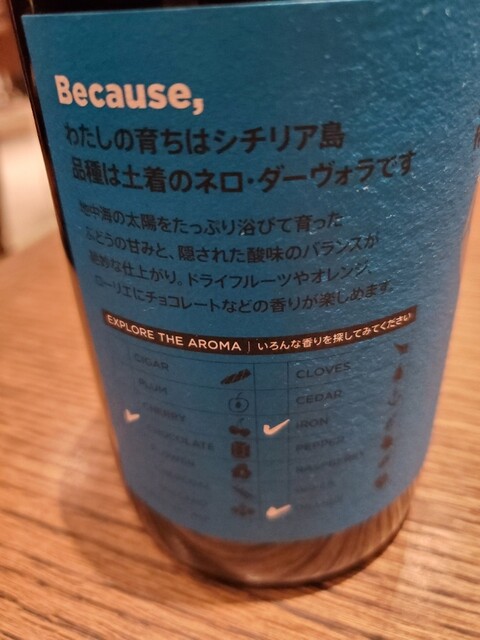 Because,
わたしの育ちはシチリア島
品種は土着のネロ・ダーヴォラです
地中海の太陽をたっぷり浴びて育った
ぶどうの甘みと、隠された酸味のバランスが
絶妙な仕上がり。ドライフルーツやオレンジ、
ローリエにチョコレートなどの香りが楽しめます。
EXPLORE THE AROMA | いろんな香りを探してみてください
CIGAR
PLUM
CHERRY
CHOCOLATE
CLOVES
CEDAR
IRON
PEPPER
RASPBERRY